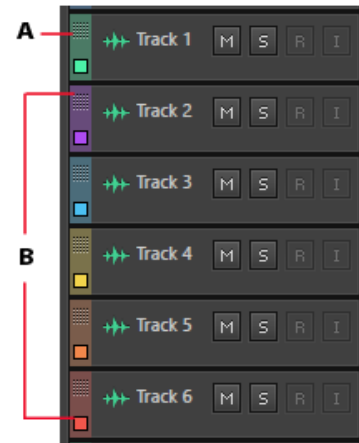 A Track 1 M S R I
Track 2 M S R I
Track 3 M S R I
B Track 4 M S R I
Track 5 M S R I
Track 6 M S R I